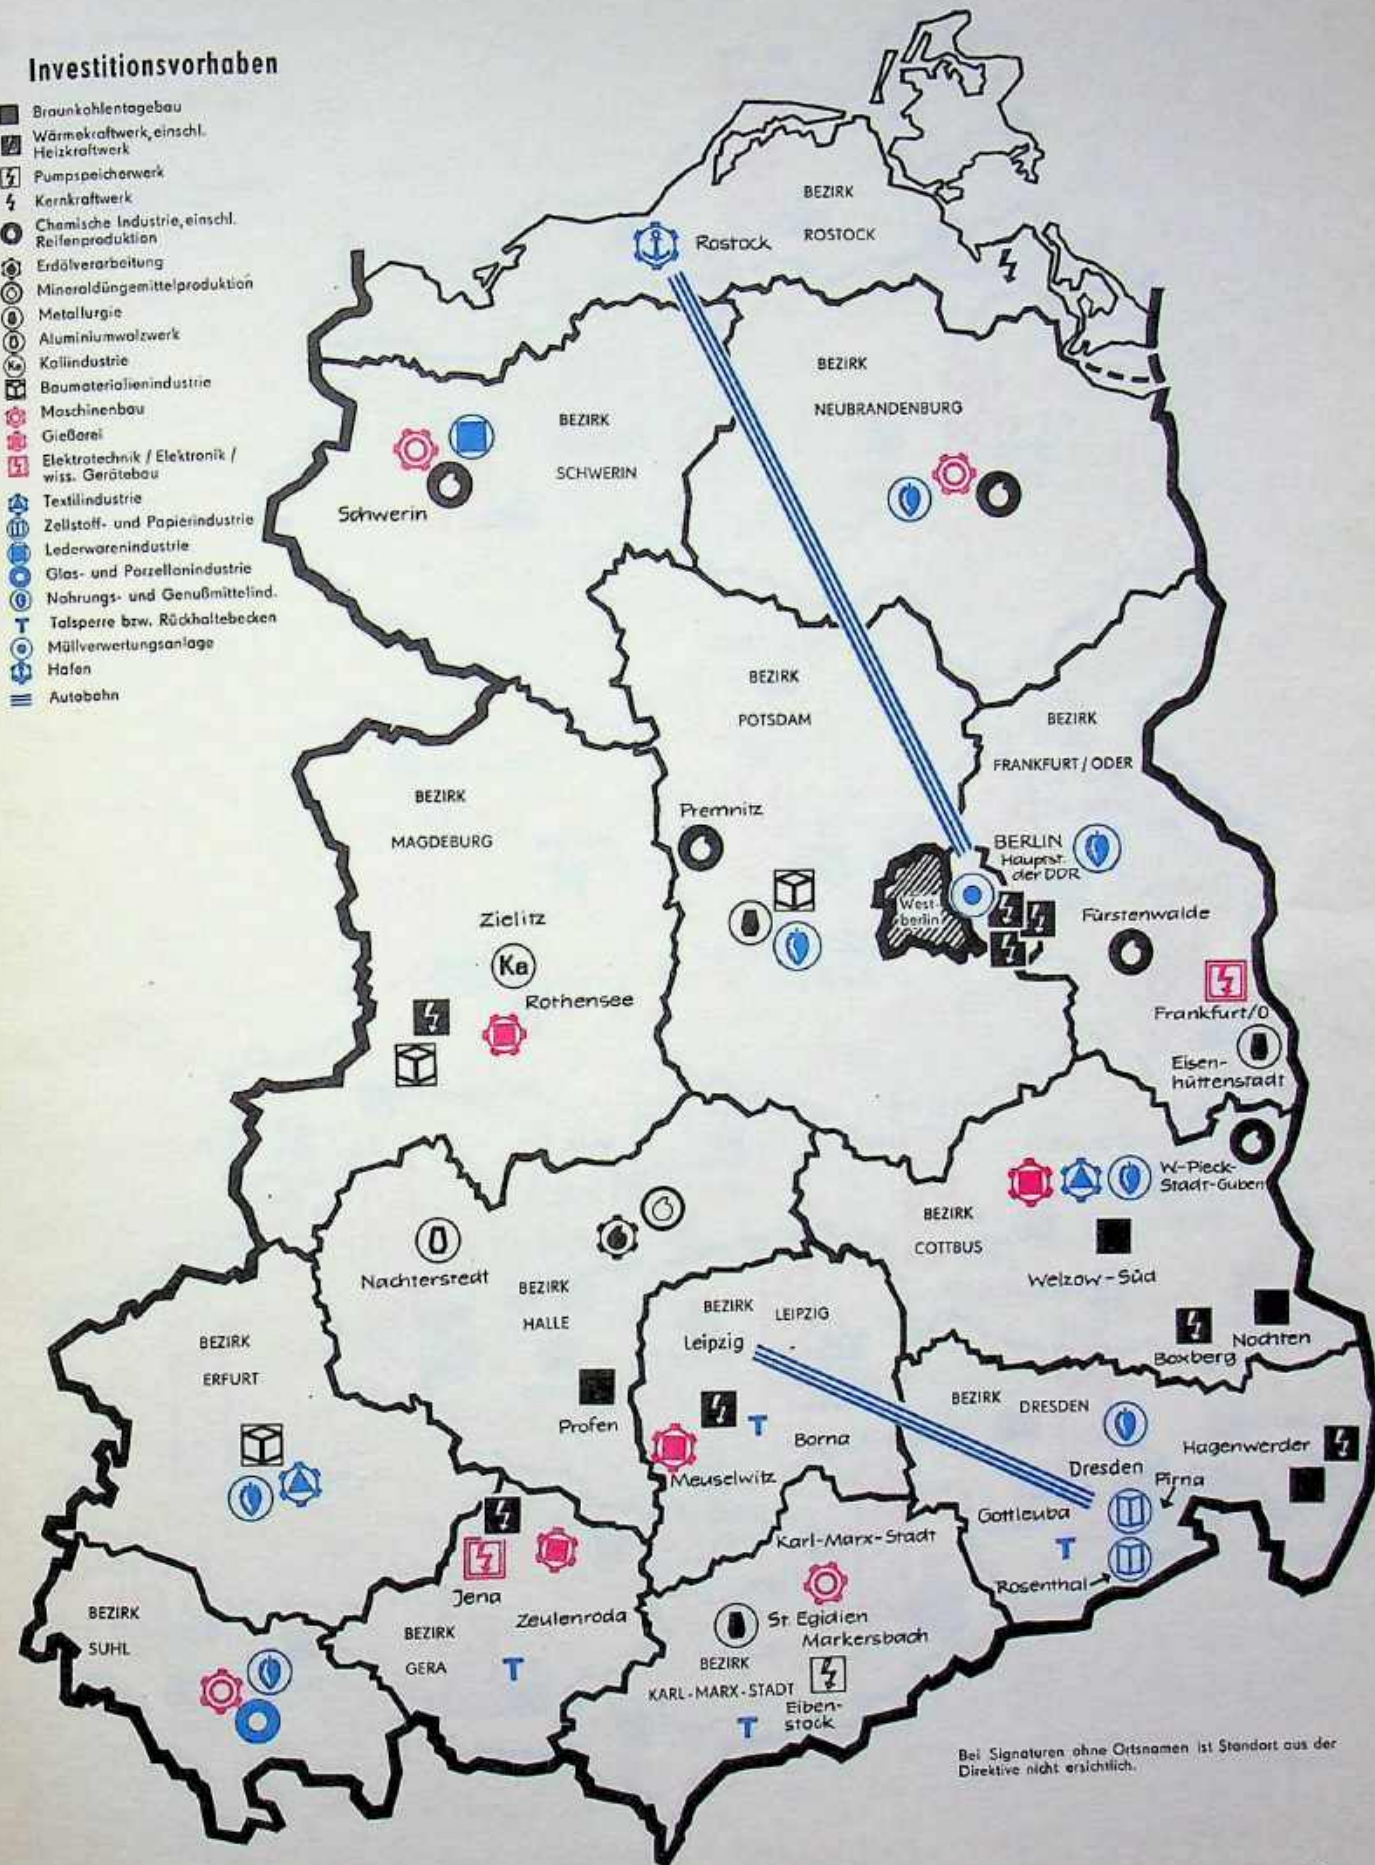 Investitionsvorhaben
Braunkohlentagebau
Wärmekraftwerk, einschl.
Heizkraftwerk
Pumpspeicherwerk
Kernkraftwerk
Chemische Industrie, einschl.
Reifenproduktion
Erdölverarbeitung
Mineraldüngemittelproduktion
Metallurgie
Aluminiumwalzwerk
Ka
Kaliindustrie
Baumaterialienindustrie
Maschinenbau
Gießerei
Elektrotechnik / Elektronik /
wiss. Gerätebau
Textilindustrie
Zellstoff- und Papierindustrie
Lederwarenindustrie
Glas- und Porzellanindustrie
Nahrungs- und Genußmittelind.
T Talsperre bzw. Rückhaltebecken
Müllverwertungsanlage
Hafen
Autobahn
BEZIRK
ROSTOCK
Rostock
BEZIRK
NEUBRANDENBURG
BEZIRK
SCHWERIN
Schwerin
BEZIRK
POTSDAM
BEZIRK
FRANKFURT / ODER
BEZIRK
MAGDEBURG
Premnitz
BERLIN
Hauptst.
der DDR
West-
berlin
Fürstenwalde
Zielitz
Ka
Rothensee
Frankfurt/O
Eisen-
hüttenstadt
W.-Pieck-
Stadt-Guben
BEZIRK
COTTBUS
Welzow-Süd
Nachterstedt
BEZIRK
HALLE
BEZIRK LEIPZIG
Leipzig
Boxberg
Nochten
BEZIRK
ERFURT
Profen
T
Borna
Meuselwitz
BEZIRK DRESDEN
Hagenwerder
Dresden
Pirna
Gottleuba
T
Rosenthal
Karl-Marx-Stadt
Jena
Zeulenroda
St. Egidien
Markersbach
BEZIRK
SUHL
BEZIRK
GERA
T
BEZIRK
KARL-MARX-STADT
Eiben-
stock
T
Bei Signaturen ohne Ortsnamen ist Standort aus der
Direktive nicht ersichtlich.